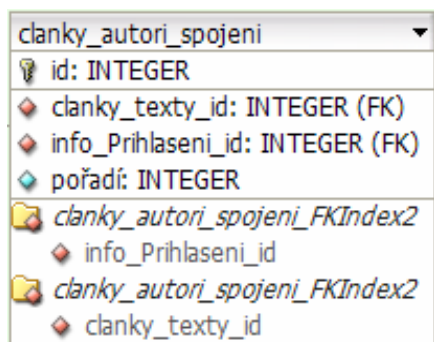 clanky_autori_spojeni
id: INTEGER
clanky_texty_id: INTEGER (FK)
info_Prihlaseni_id: INTEGER (FK)
pořadí: INTEGER
clanky_autori_spojeni_FKIndex2
info_Prihlaseni_id
clanky_autori_spojeni_FKIndex2
clanky_texty_id